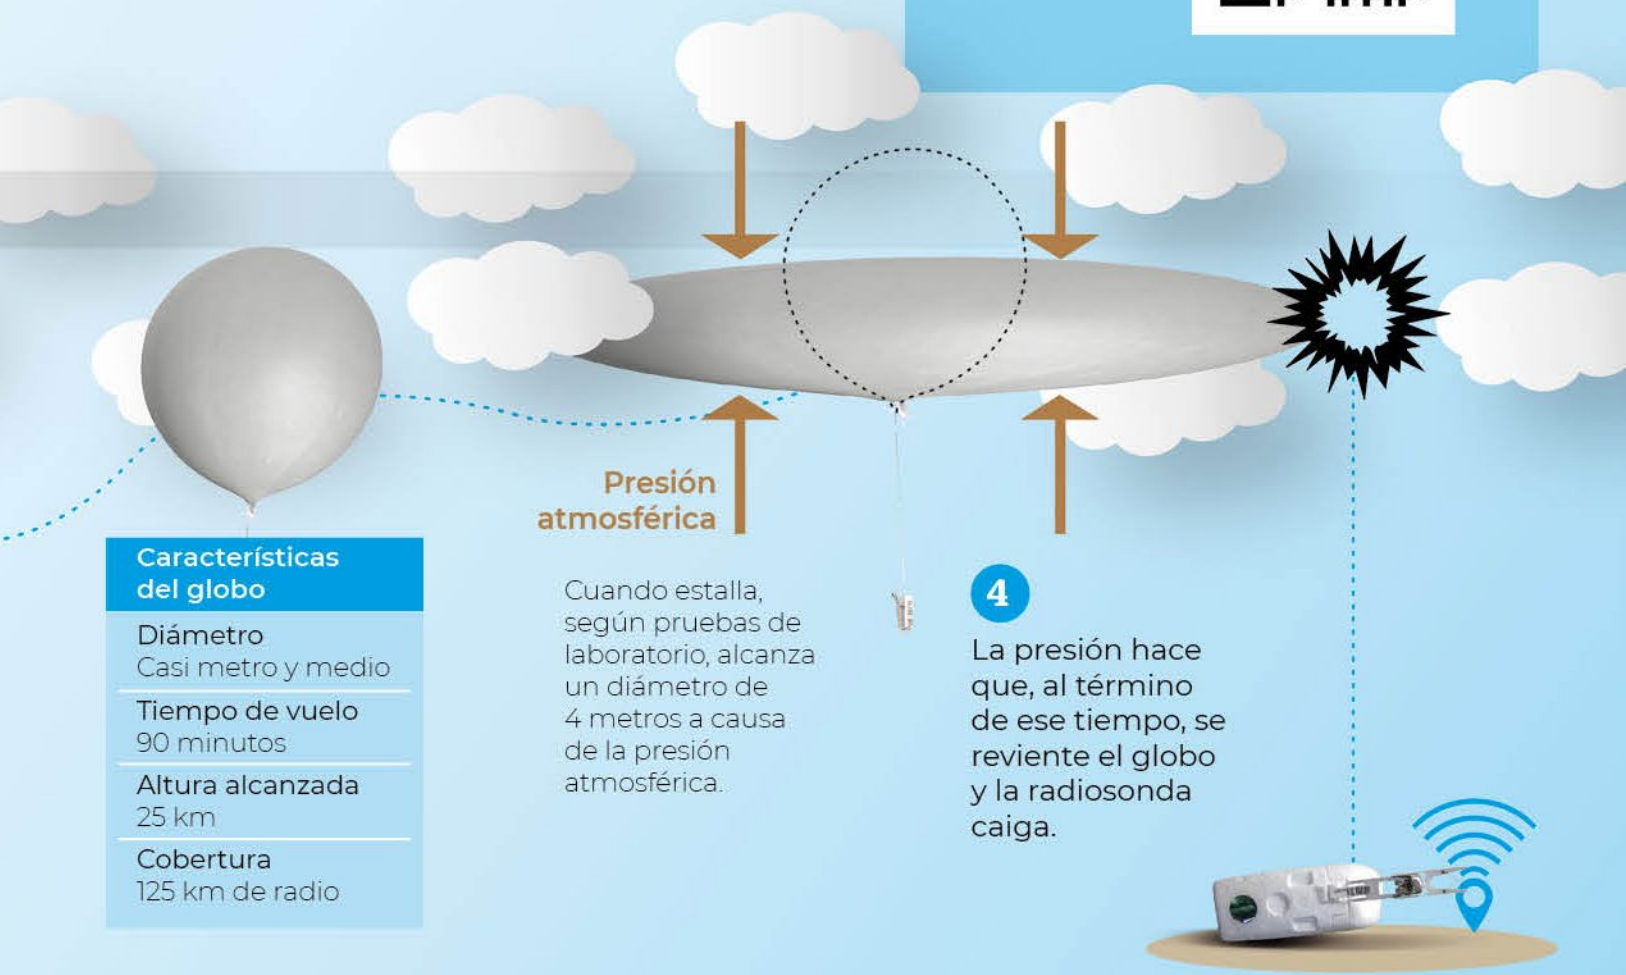 Presión
atmosférica
Características
del globo
Diámetro
Casi metro y medio
Tiempo de vuelo
90 minutos
Altura alcanzada
25 km
Cobertura
125 km de radio
Cuando estalla,
según pruebas de
laboratorio, alcanza
un diámetro de
4 metros a causa
de la presión
atmosférica.
4
La presión hace
que, al término
de ese tiempo, se
reviente el globo
y la radiosonda
caiga.